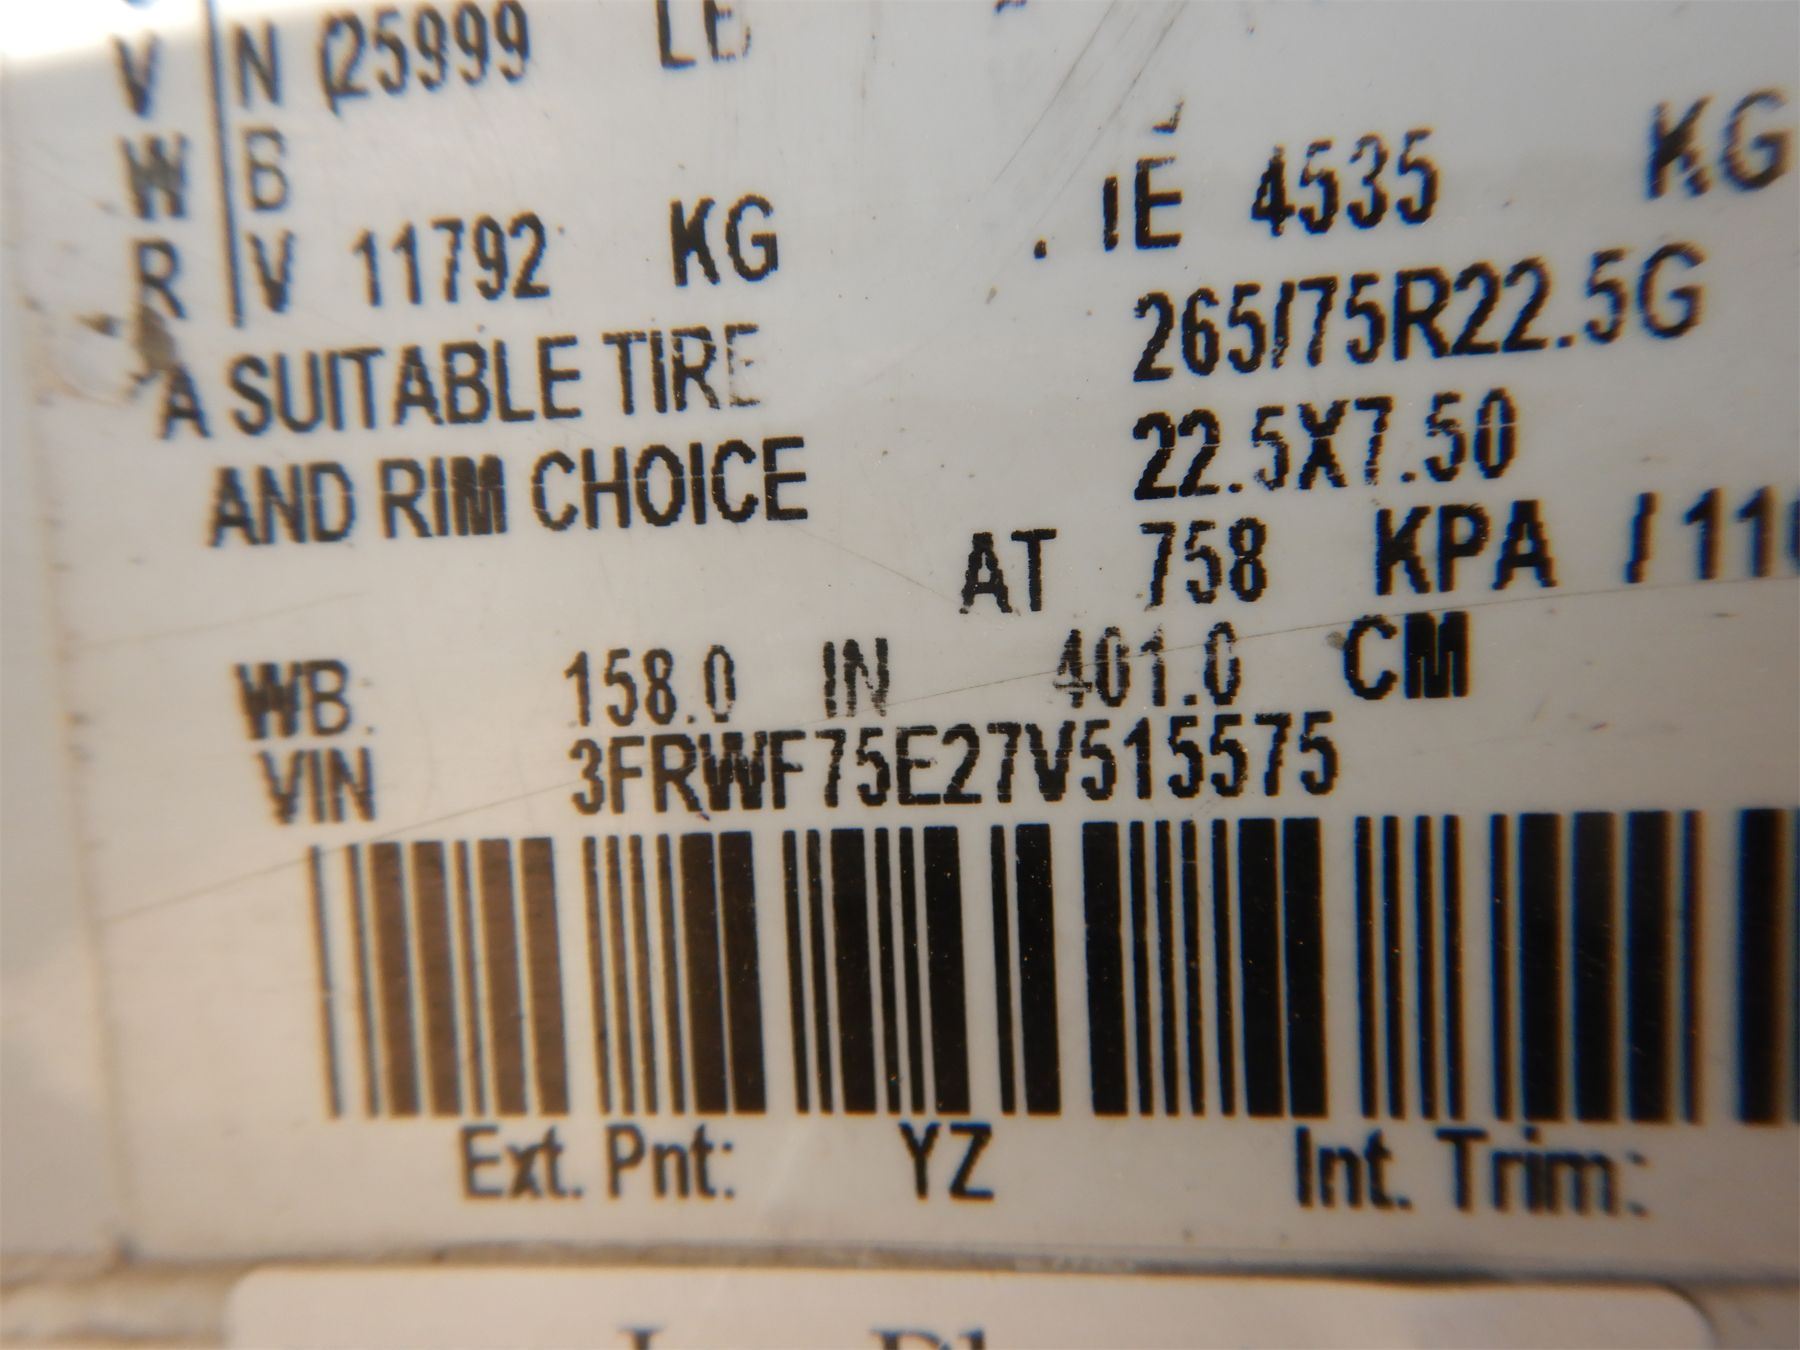 V N 25999 LB
W B
IE 4535 KG
R V 11792 KG
265/75R22.5G
A SUITABLE TIRE
AND RIM CHOICE
22.5X7.50
AT 758 KPA / 110
WB: 158.0 IN 401.0 CM
VIN 3FRWF75E27V515575
Ext. Pnt: YZ Int. Trim: